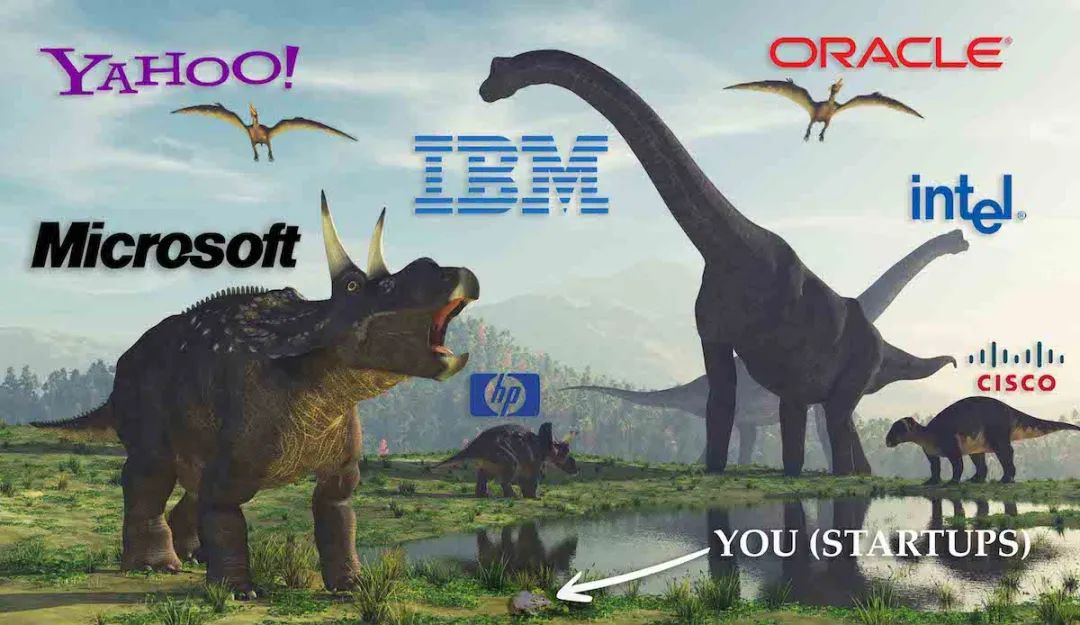 YAHOO!
ORACLE
IBM
intel
Microsoft
hp
CISCO
YOU (STARTUPS)